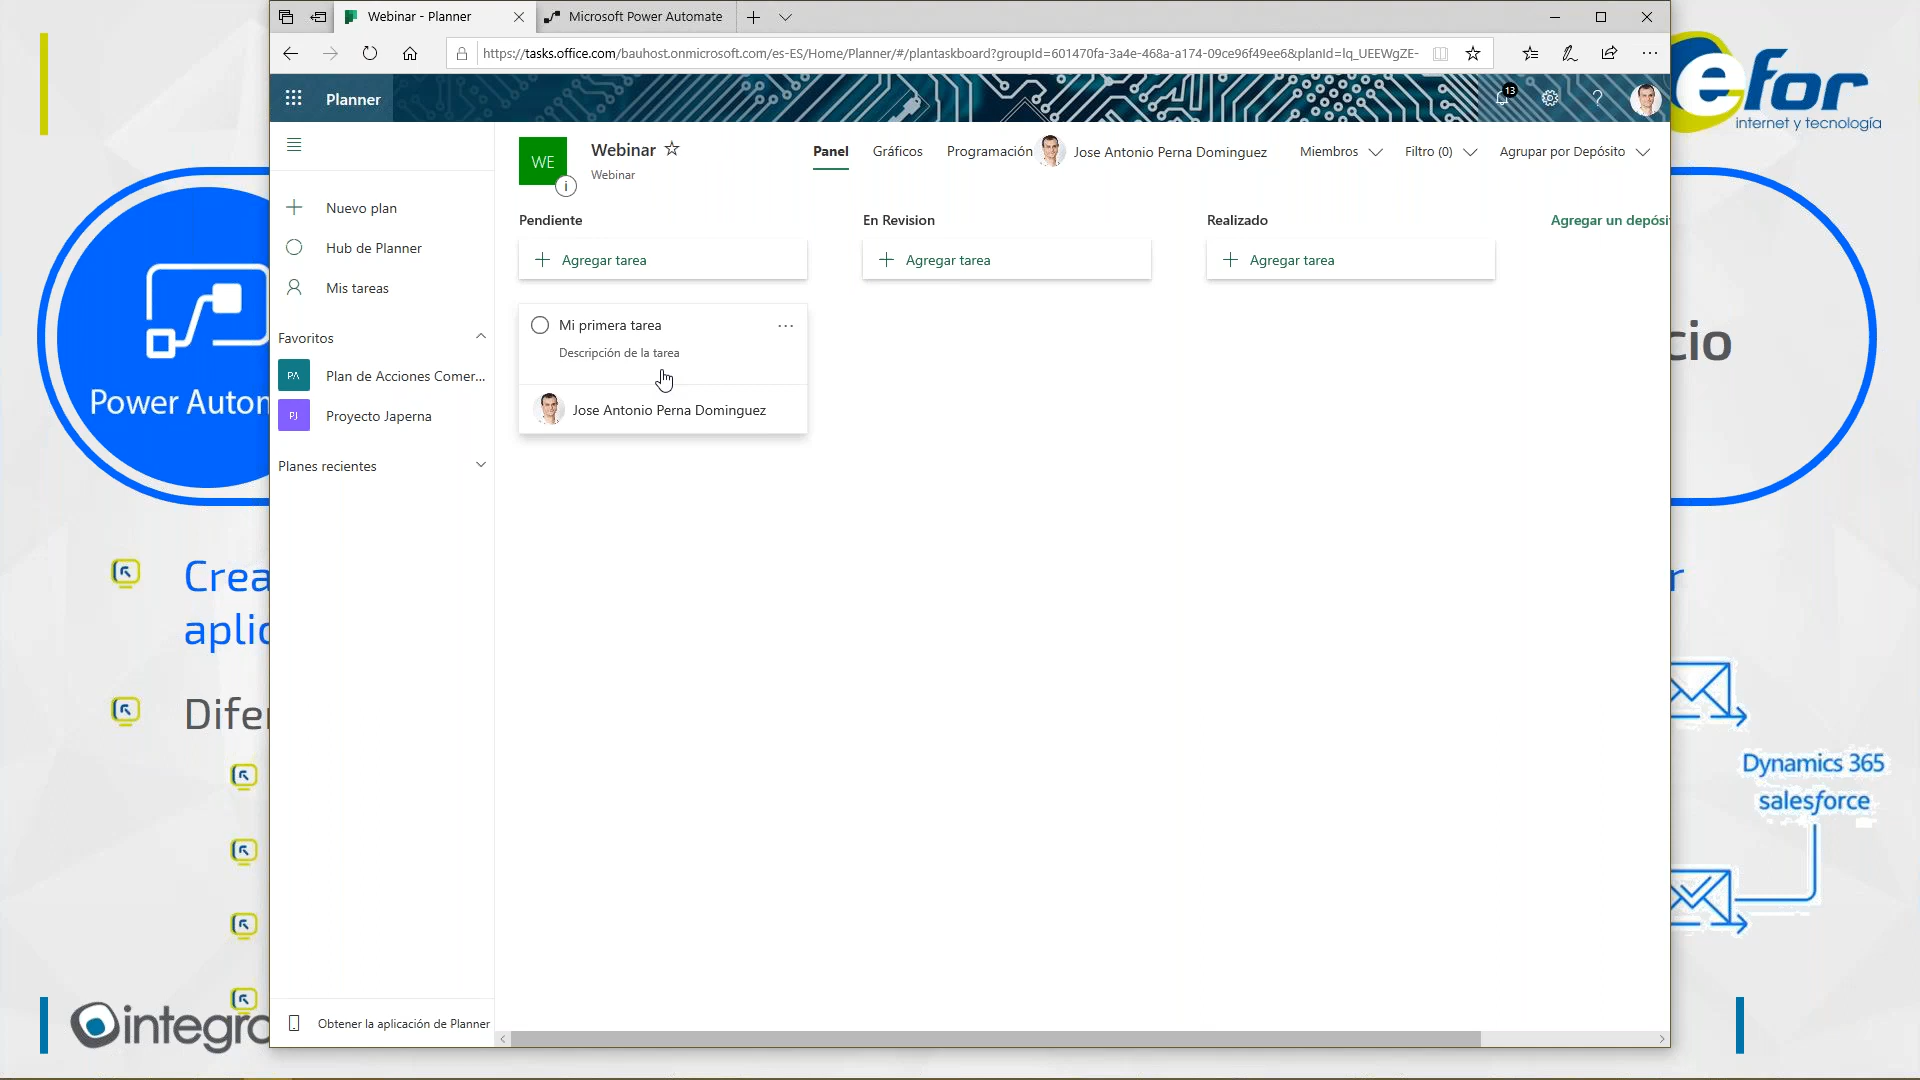 Webinar - Planner
Microsoft Power Automate
https://tasks.office.com/bauhost.onmicrosoft.com/es-ES/Home/Planner/#/plantaskboard?groupId=601470fa-3a4e-468a-a174-09ce96f49ee6&planId=lq_UEEWgZE-
Planner
13
?
efor
internet y tecnología
WE
Webinar
Webinar
Panel
Gráficos
Programación
Jose Antonio Perna Dominguez
Miembros
Filtro (0)
Agrupar por Depósito
Nuevo plan
Hub de Planner
Mis tareas
Favoritos
PA
Plan de Acciones Comer...
PJ
Proyecto Japerna
Planes recientes
Obtener la aplicación de Planner
Pendiente
Agregar tarea
Mi primera tarea
Descripción de la tarea
Jose Antonio Perna Dominguez
En Revision
Agregar tarea
Realizado
Agregar tarea
Agregar un depósi
Power Autom
cio
Crea
aplic
r
Difer
Dynamics 365
salesforce
integro